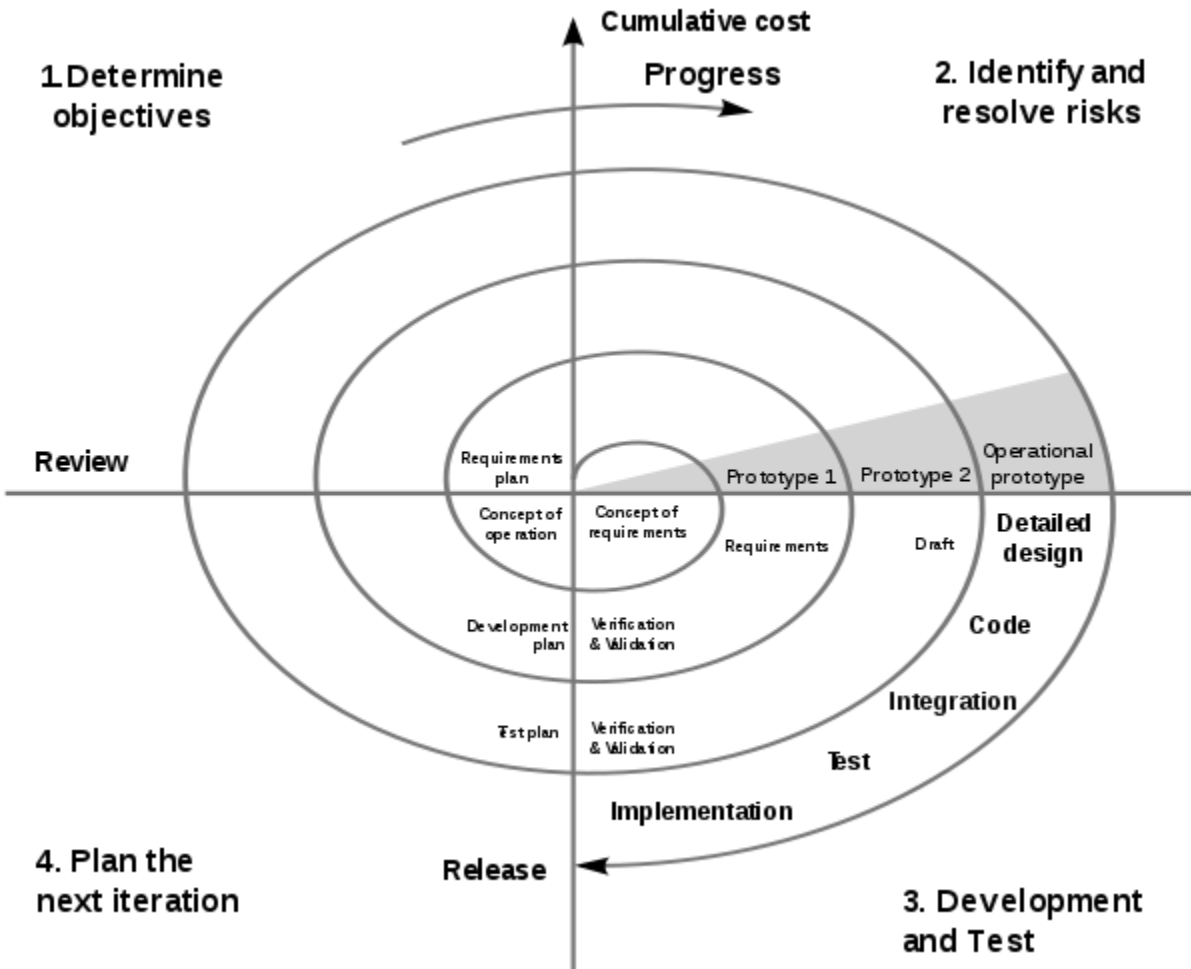 Cumulative cost
Progress
1.Determine
objectives
2. Identify and
resolve risks
Review
Requirements
plan
Prototype 1
Prototype 2
Operational
prototype
Concept of
operation
Concept of
requirements
Requirements
Draft
Detailed
design
Development
plan
Verification
& Validation
Code
Integration
Test plan
Verification
& Validation
Test
Implementation
Release
4. Plan the
next iteration
3. Development
and Test